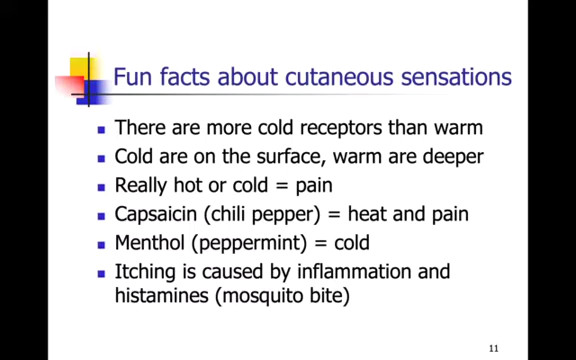 Fun facts about cutaneous sensations
There are more cold receptors than warm
Cold are on the surface, warm are deeper
Really hot or cold = pain
Capsaicin (chili pepper) = heat and pain
Menthol (peppermint) = cold
Itching is caused by inflammation and
histamines (mosquito bite)
11